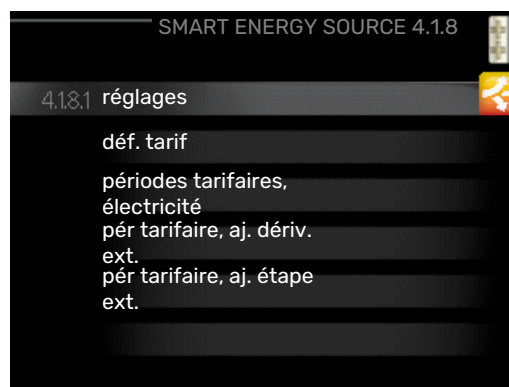 SMART ENERGY SOURCE 4.1.8
4.1.8.1 réglages
déf. tarif
périodes tarifaires,
électricité
pér tarifaire, aj. dériv.
ext.
pér tarifaire, aj. étape
ext.